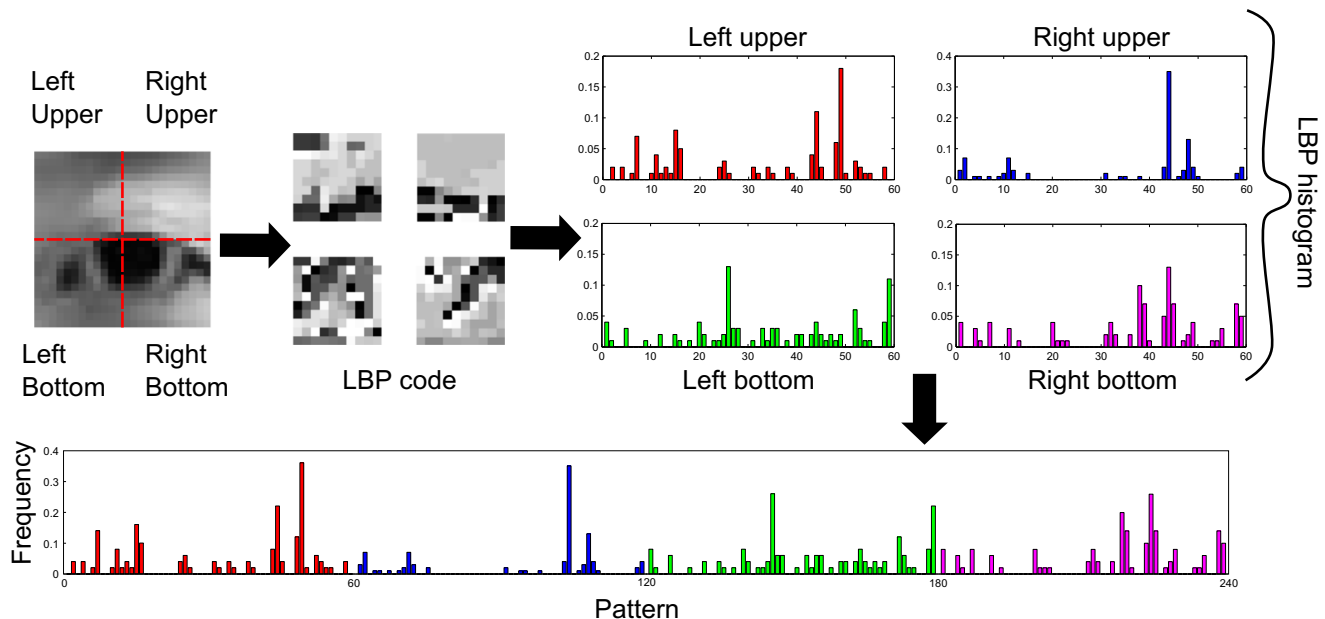 Left
Upper
Right
Upper
Left
Bottom
Right
Bottom
LBP code
Left upper
0.2
0.15
0.1
0.05
0
0 10 20 30 40 50 60
Right upper
0.4
0.3
0.2
0.1
0
0 10 20 30 40 50 60
0.2
0.15
0.1
0.05
0
0 10 20 30 40 50 60
Left bottom
0.2
0.15
0.1
0.05
0
0 10 20 30 40 50 60
Right bottom
LBP histogram
Frequency
0.4
0.3
0.2
0.1
0
0 60 120 180 240
Pattern